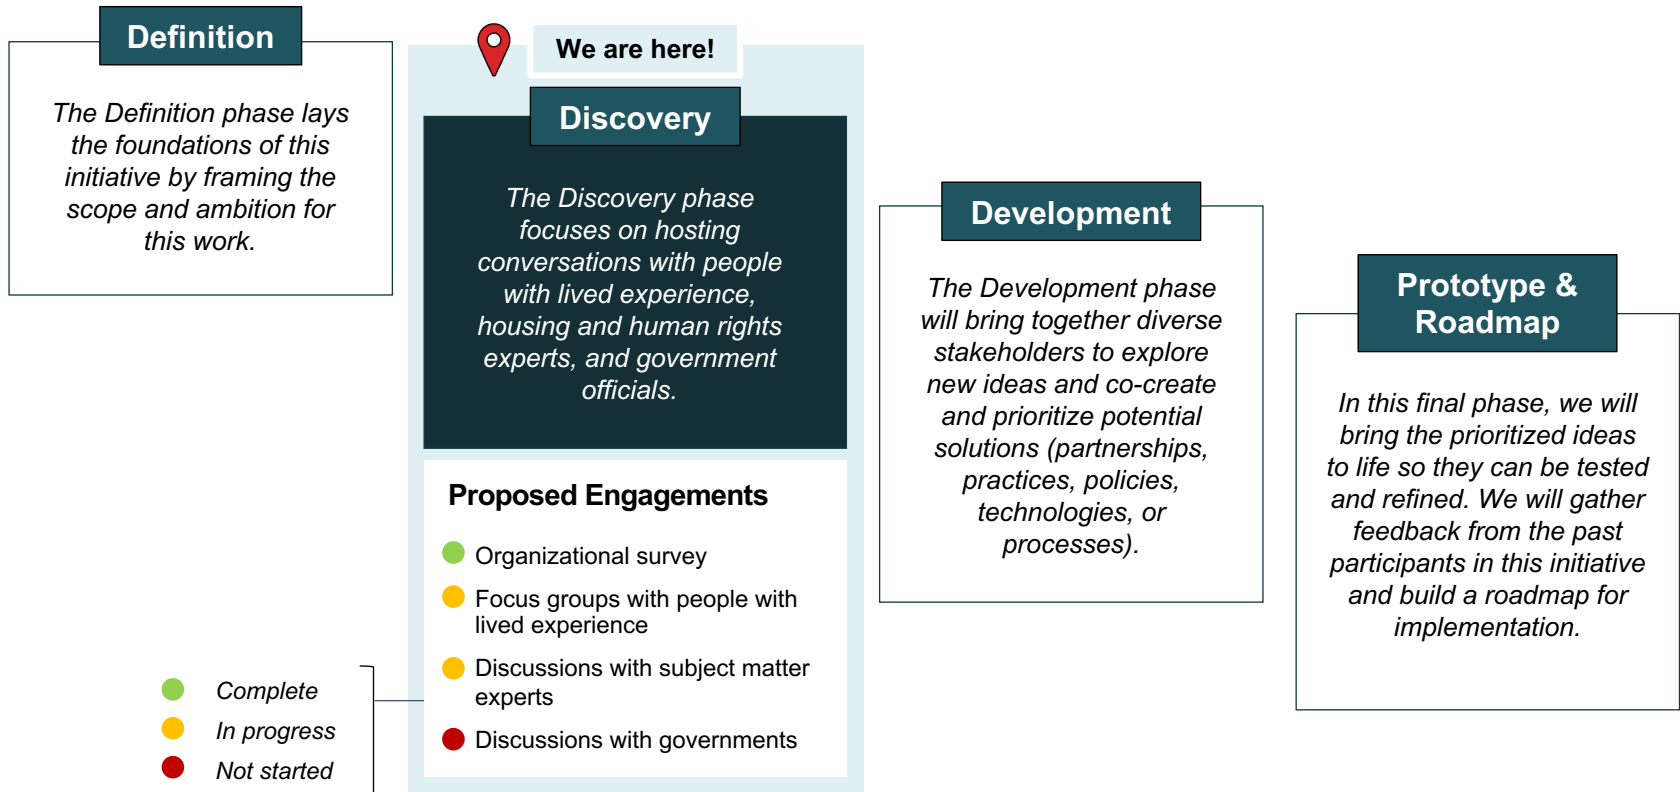 Definition
The Definition phase lays
the foundations of this
initiative by framing the
scope and ambition for
this work.
We are here!
Discovery
The Discovery phase
focuses on hosting
conversations with people
with lived experience,
housing and human rights
experts, and government
officials.
Proposed Engagements
Organizational survey
Focus groups with people with
lived experience
Discussions with subject matter
experts
Discussions with governments
Complete
In progress
Not started
Development
The Development phase
will bring together diverse
stakeholders to explore
new ideas and co-create
and prioritize potential
solutions (partnerships,
practices, policies,
technologies, or
processes).
Prototype &
Roadmap
In this final phase, we will
bring the prioritized ideas
to life so they can be tested
and refined. We will gather
feedback from the past
participants in this initiative
and build a roadmap for
implementation.